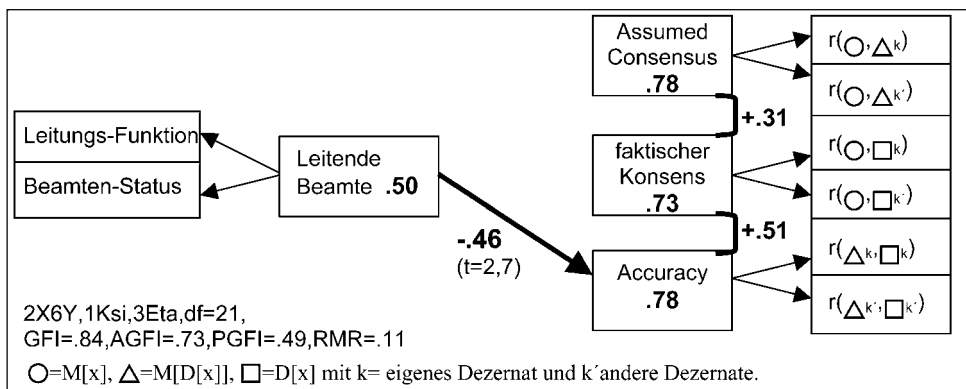 Assumed
Consensus
.78
r(○,△k)
r(○,△k´)
+.31
Leitungs-Funktion
Beamten-Status
Leitende
Beamte .50
faktischer
Konsens
.73
r(○,□k)
r(○,□k´)
-.46
(t=2,7)
+.51
Accuracy
.78
r(△k,□k)
r(△k´,□k´)
2X6Y,1Ksi,3Eta,df=21,
GFI=.84,AGFI=.73,PGFI=.49,RMR=.11
○=M[x], △=M[D[x]], □=D[x] mit k= eigenes Dezernat und k´andere Dezernate.